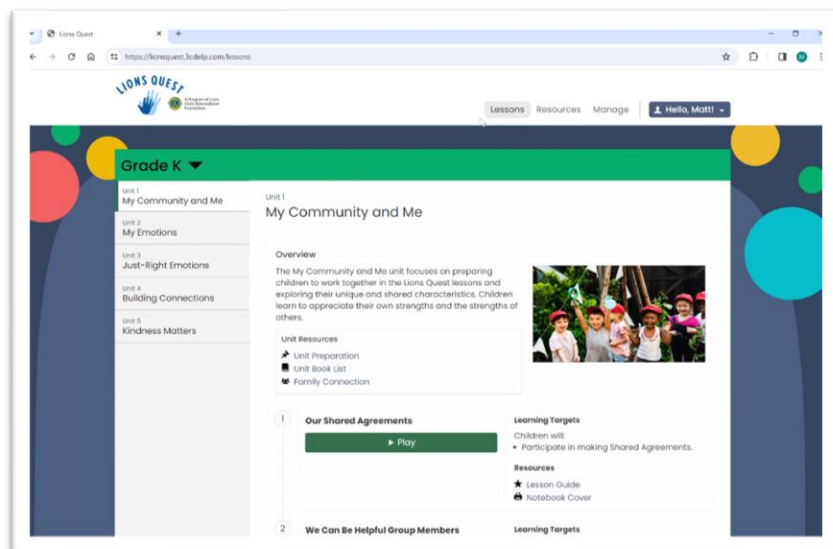 Lions Quest
https://lionsquest.3cdelp.com/lessons
LIONS QUEST
A Program of Lions
Clubs International
Foundation
Lessons Resources Manage Hello, Matt!
Grade K
Unit 1
My Community and Me
Unit 2
My Emotions
Unit 3
Just-Right Emotions
Unit 4
Building Connections
Unit 5
Kindness Matters
Unit 1
My Community and Me
Overview
The My Community and Me unit focuses on preparing
children to work together in the Lions Quest lessons and
exploring their unique and shared characteristics. Children
learn to appreciate their own strengths and the strengths of
others.
Unit Resources
Unit Preparation
Unit Book List
Family Connection
1 Our Shared Agreements
Play
Learning Targets
Children will:
• Participate in making Shared Agreements.
Resources
Lesson Guide
Notebook Cover
2 We Can Be Helpful Group Members
Learning Targets